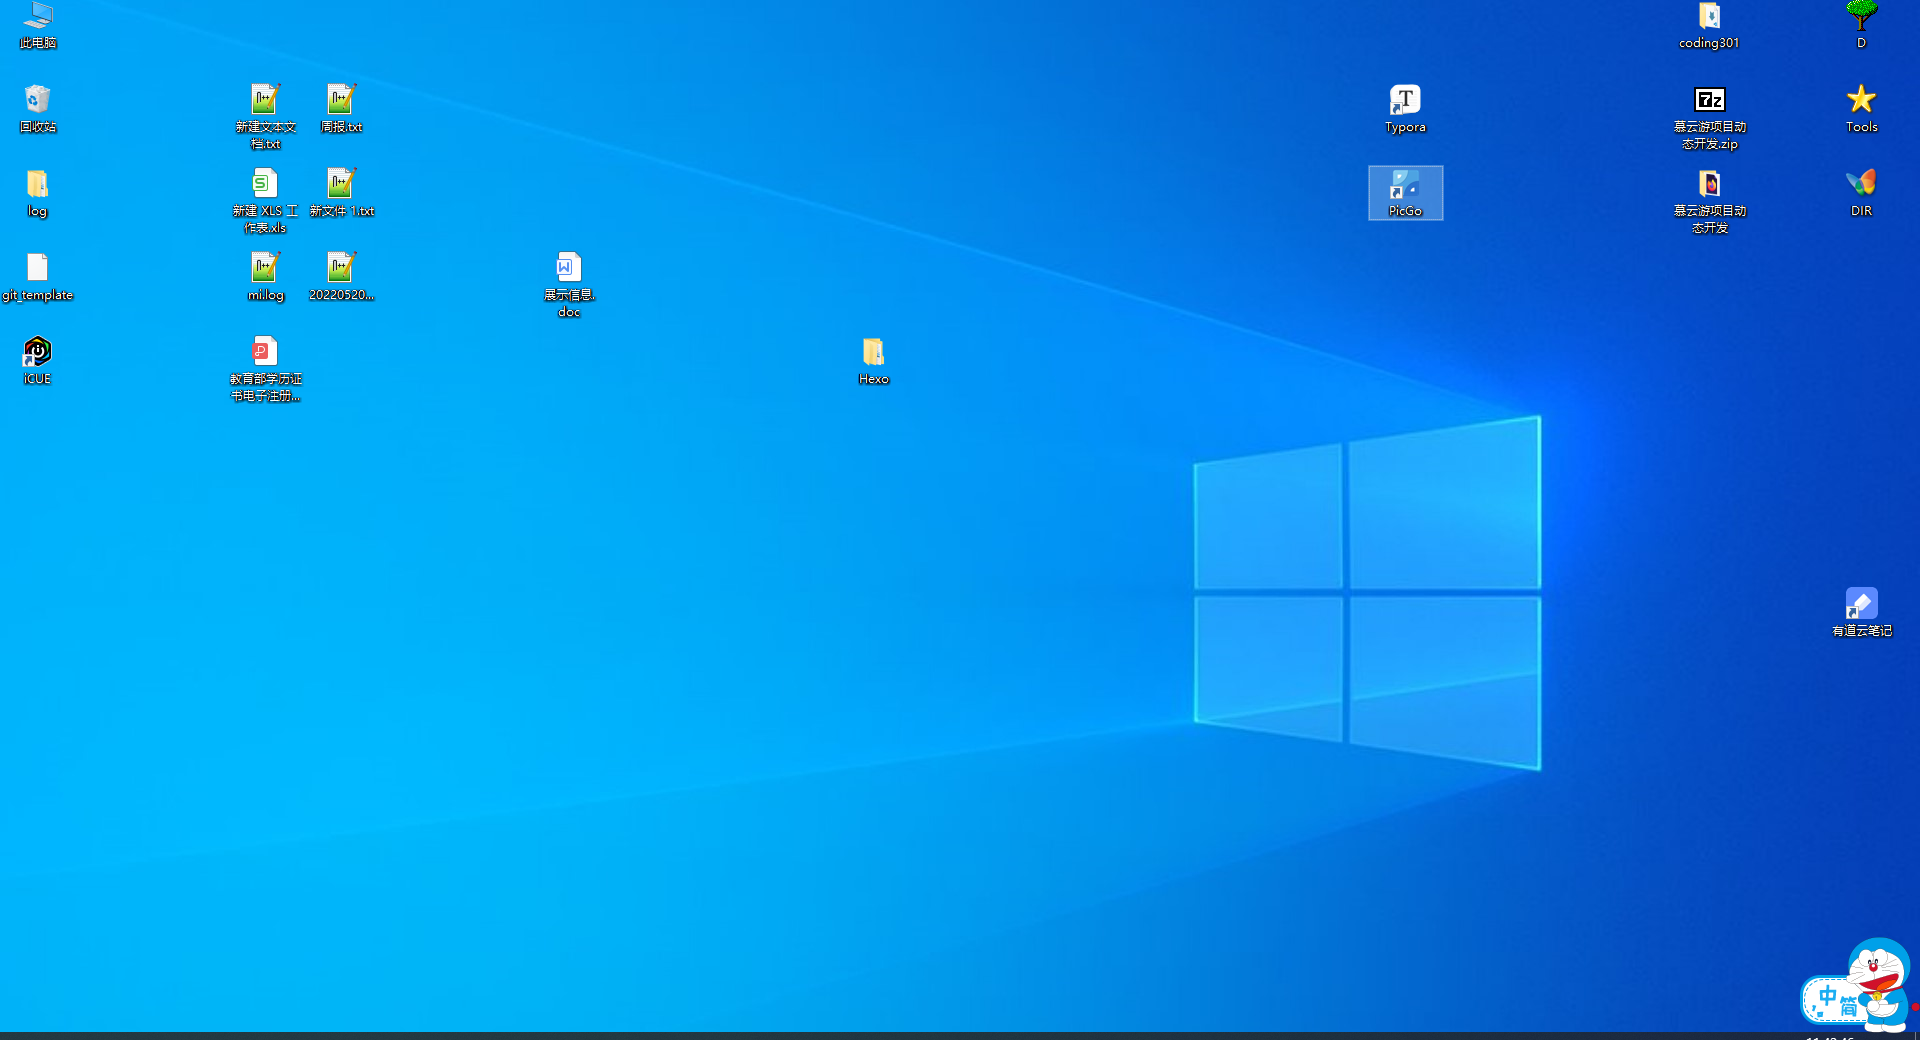 此电脑
coding301
D
回收站
新建文本文
档.txt
周报.txt
Typora
慕云游项目动
态开发.zip
Tools
log
新建 XLS 工
作表.xls
新文件 1.txt
PicGo
慕云游项目动
态开发
DIR
git_template
mi.log
20220520...
展示信息.
doc
iCUE
教育部学历证
书电子注册...
Hexo
有道云笔记
中
简